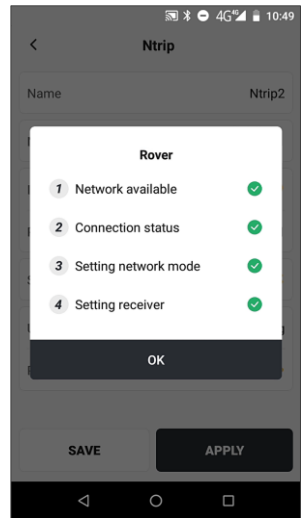 4G 4G 10:49
Ntrip
Name Ntrip2
Rover
1 Network available
2 Connection status
3 Setting network mode
4 Setting receiver
OK
SAVE APPLY